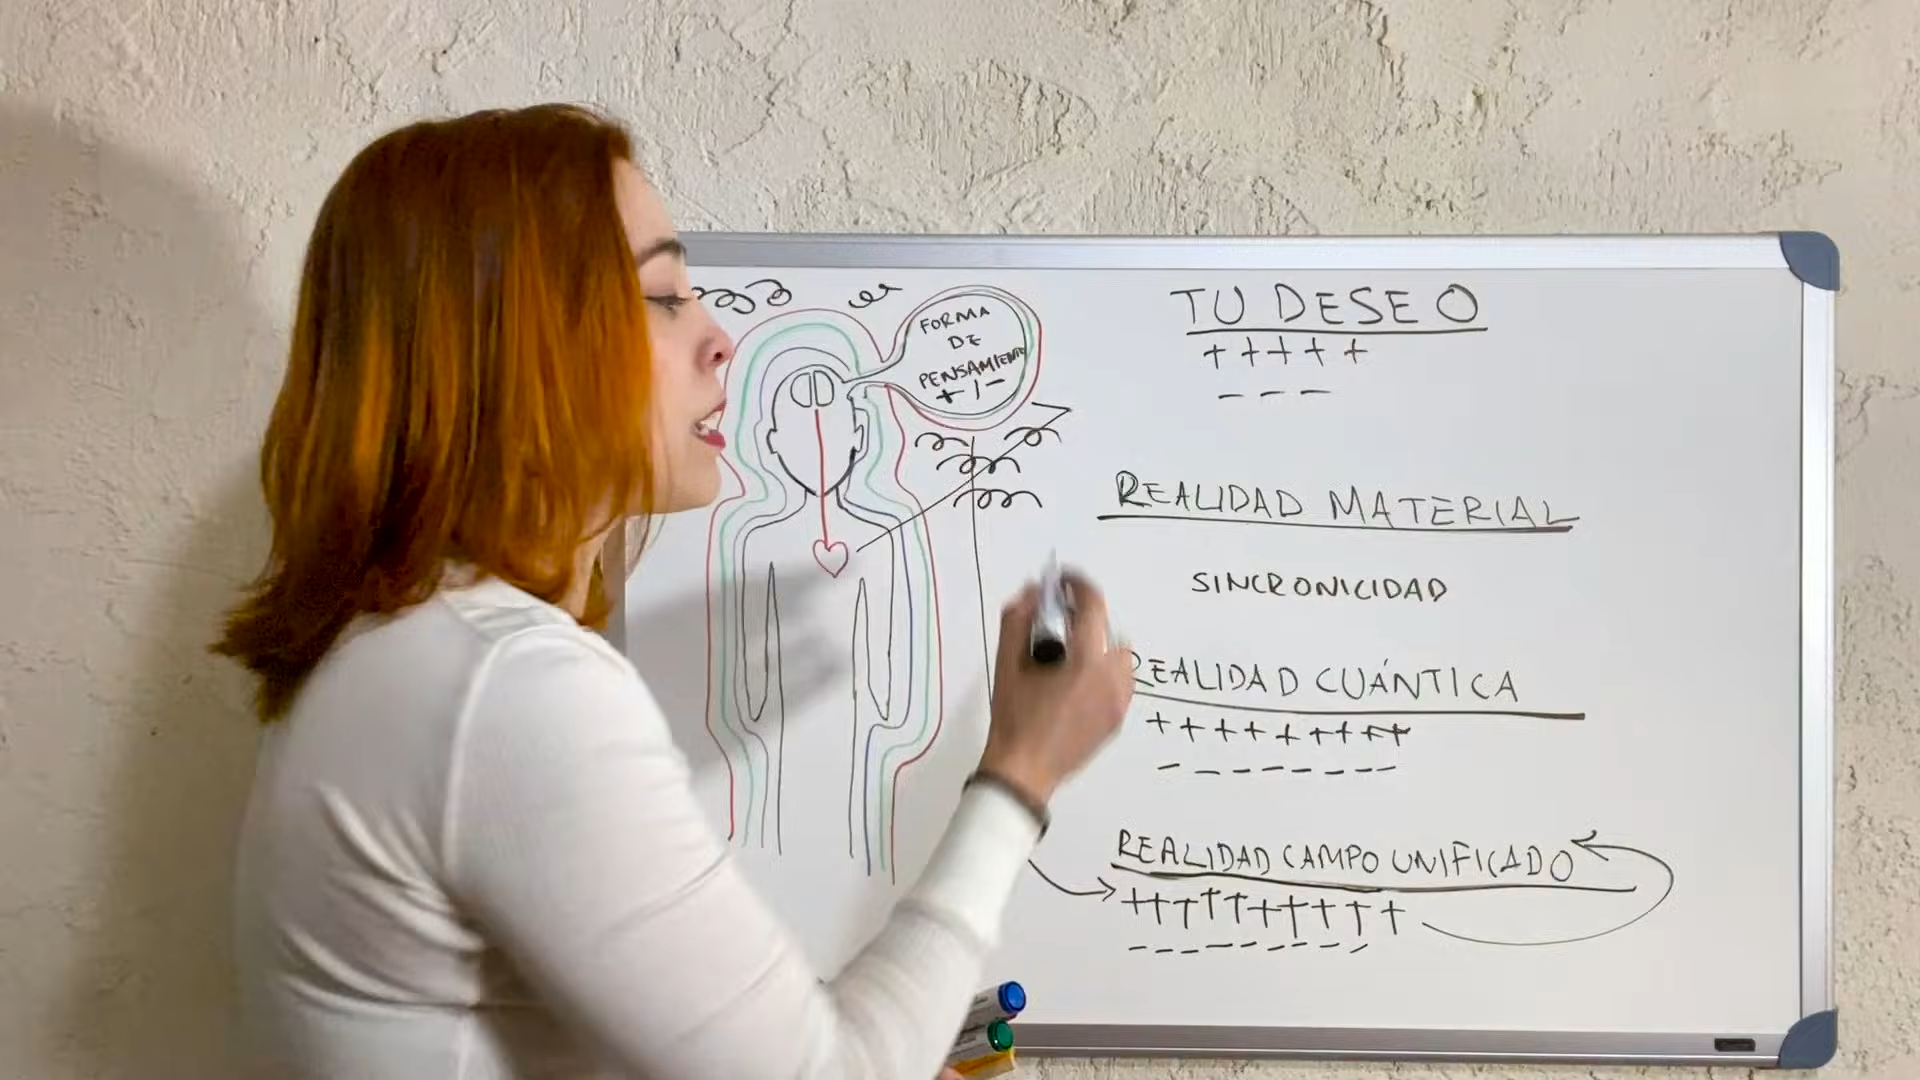 FORMA
DE
PENSAMIENTO
+ / -
TU DESEO
+ + + + +
- - -
REALIDAD MATERIAL
SINCRONICIDAD
REALIDAD CUÁNTICA
+ + + + + + + + +
- - - - - - - -
REALIDAD CAMPO UNIFICADO
+ + + + + + + + + +
- - - - - - - - -